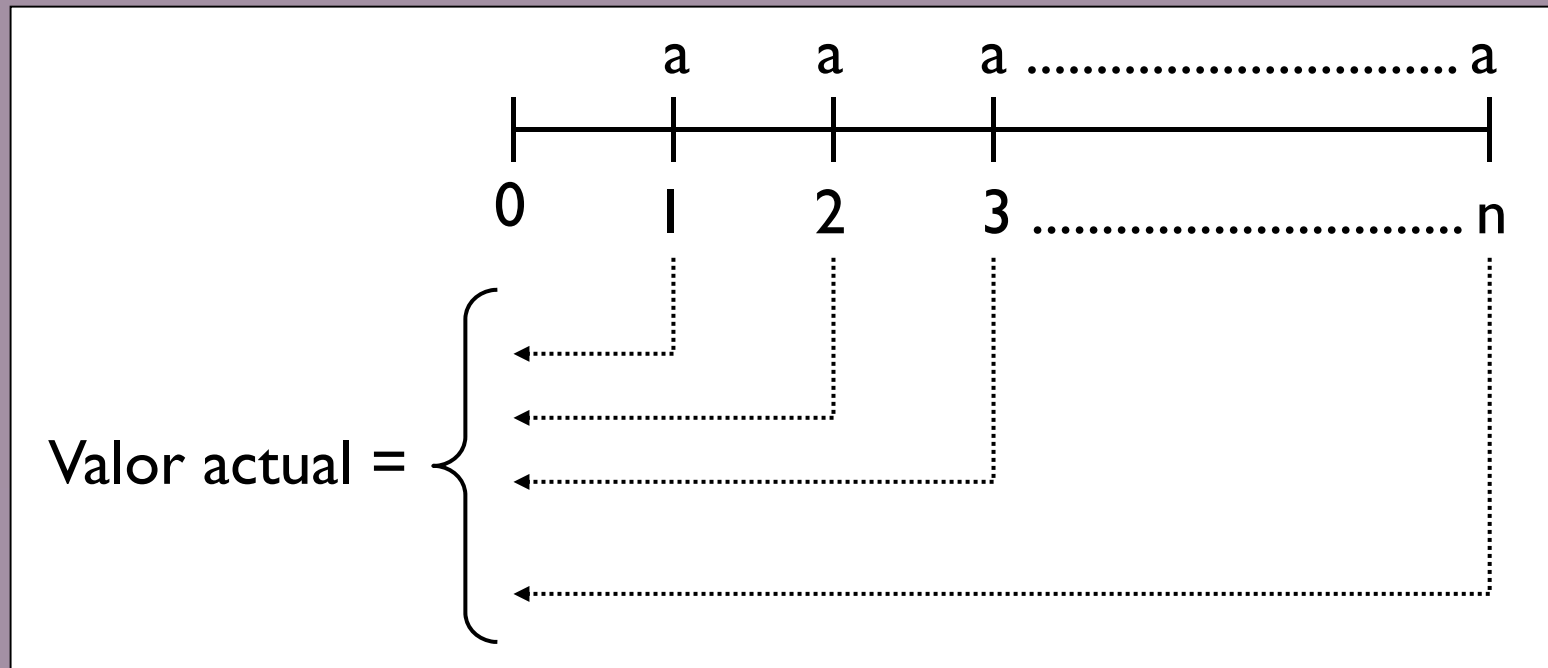 a a a ............................... a
0 1 2 3 ............................... n
Valor actual =